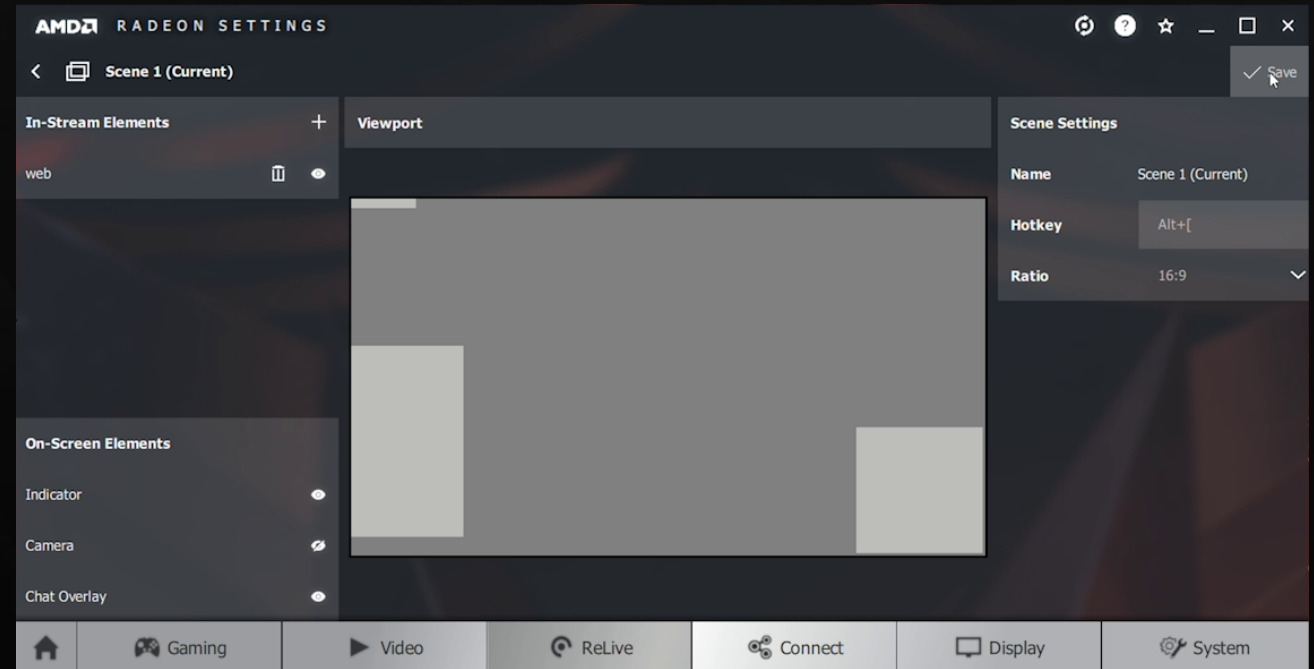 AMD RADEON SETTINGS
?
Scene 1 (Current)
Save
In-Stream Elements
web
Viewport
Scene Settings
Name Scene 1 (Current)
Hotkey Alt+[
Ratio 16:9
On-Screen Elements
Indicator
Camera
Chat Overlay
Gaming Video ReLive Connect Display System